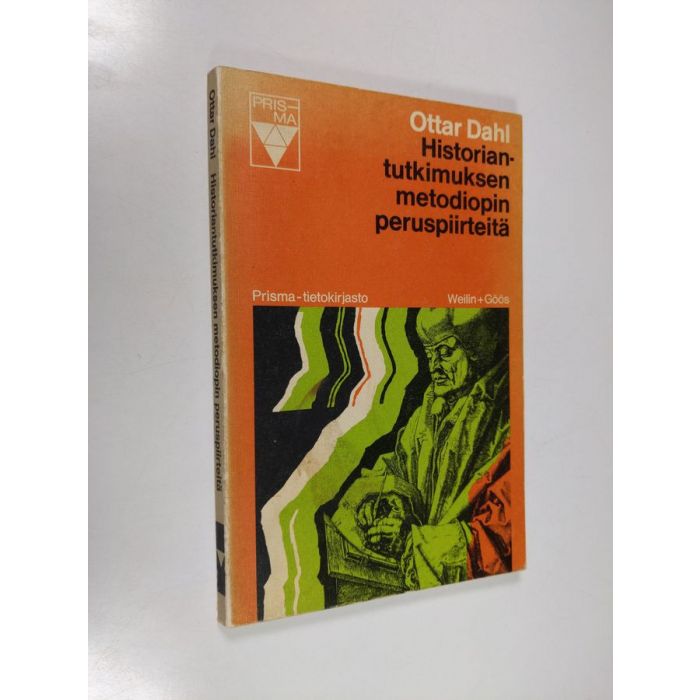 PRIS-
MA
Ottar Dahl
Historian-
tutkimuksen
metodiopin
peruspiirteitä
Prisma-tietokirjasto
Weilin+Göös
Ottar Dahl Historiantutkimuksen metodiopin peruspiirteitä